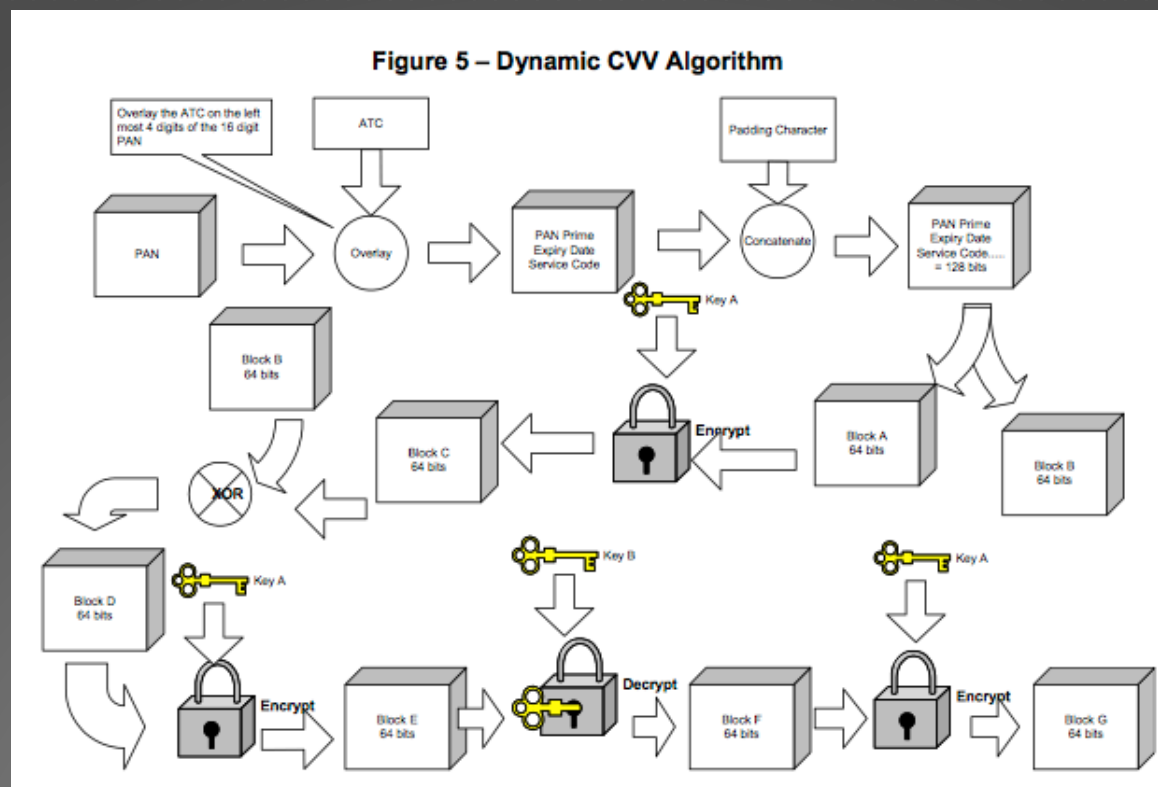 Figure 5 – Dynamic CVV Algorithm
Overlay the ATC on the left
most 4 digits of the 16 digit
PAN
ATC
Padding Character
PAN
Overlay
PAN Prime
Expiry Date
Service Code
Concatenate
PAN Prime
Expiry Date
Service Code.....
= 128 bits
Key A
Block B
64 bits
Block C
64 bits
Encrypt
Block A
64 bits
Block B
64 bits
XOR
Block D
64 bits
Key A
Key B
Key A
Encrypt
Block E
64 bits
Decrypt
Block F
64 bits
Encrypt
Block G
64 bits